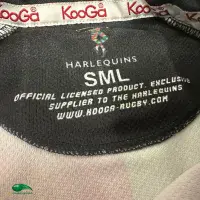 KooGa KooGa KooGa
HARLEQUINS
SML
OFFICIAL LICENSED PRODUCT. EXCLUSIVE
SUPPLIER TO THE HARLEQUINS
WWW.KOOGA-RUGBY.COM